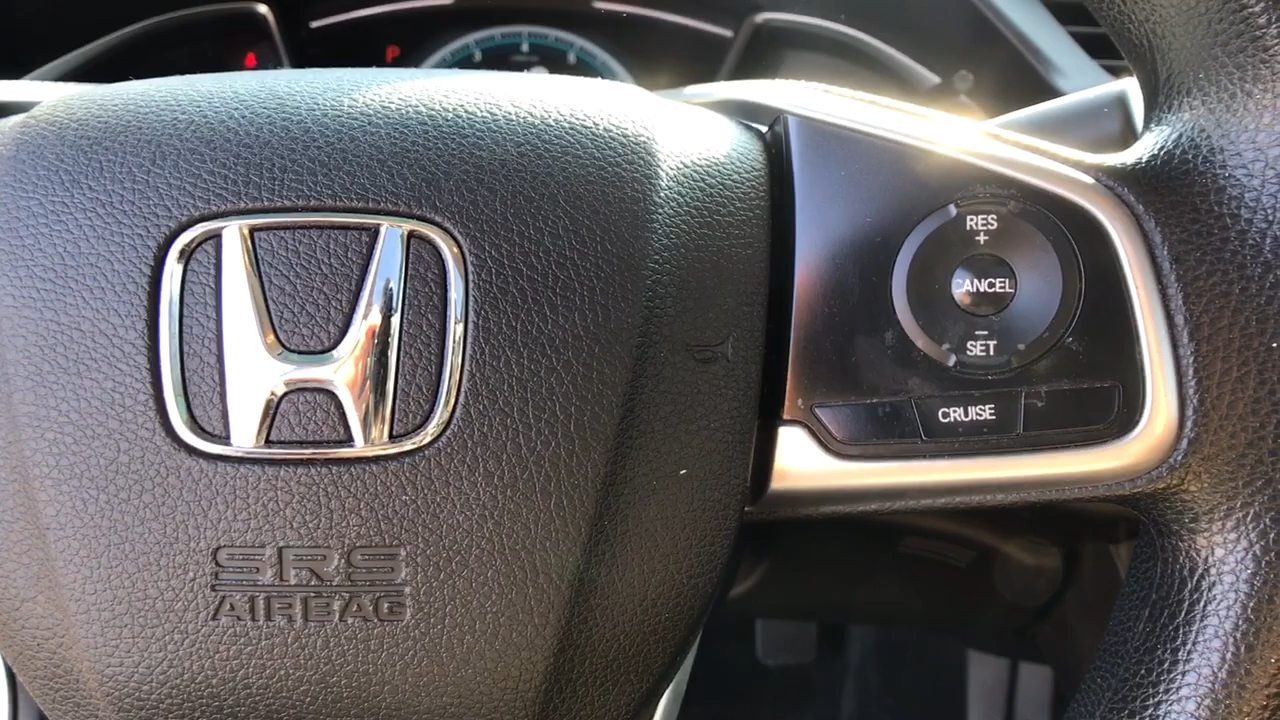 P
RES
+
CANCEL
–
SET
CRUISE
SRS
AIRBAG